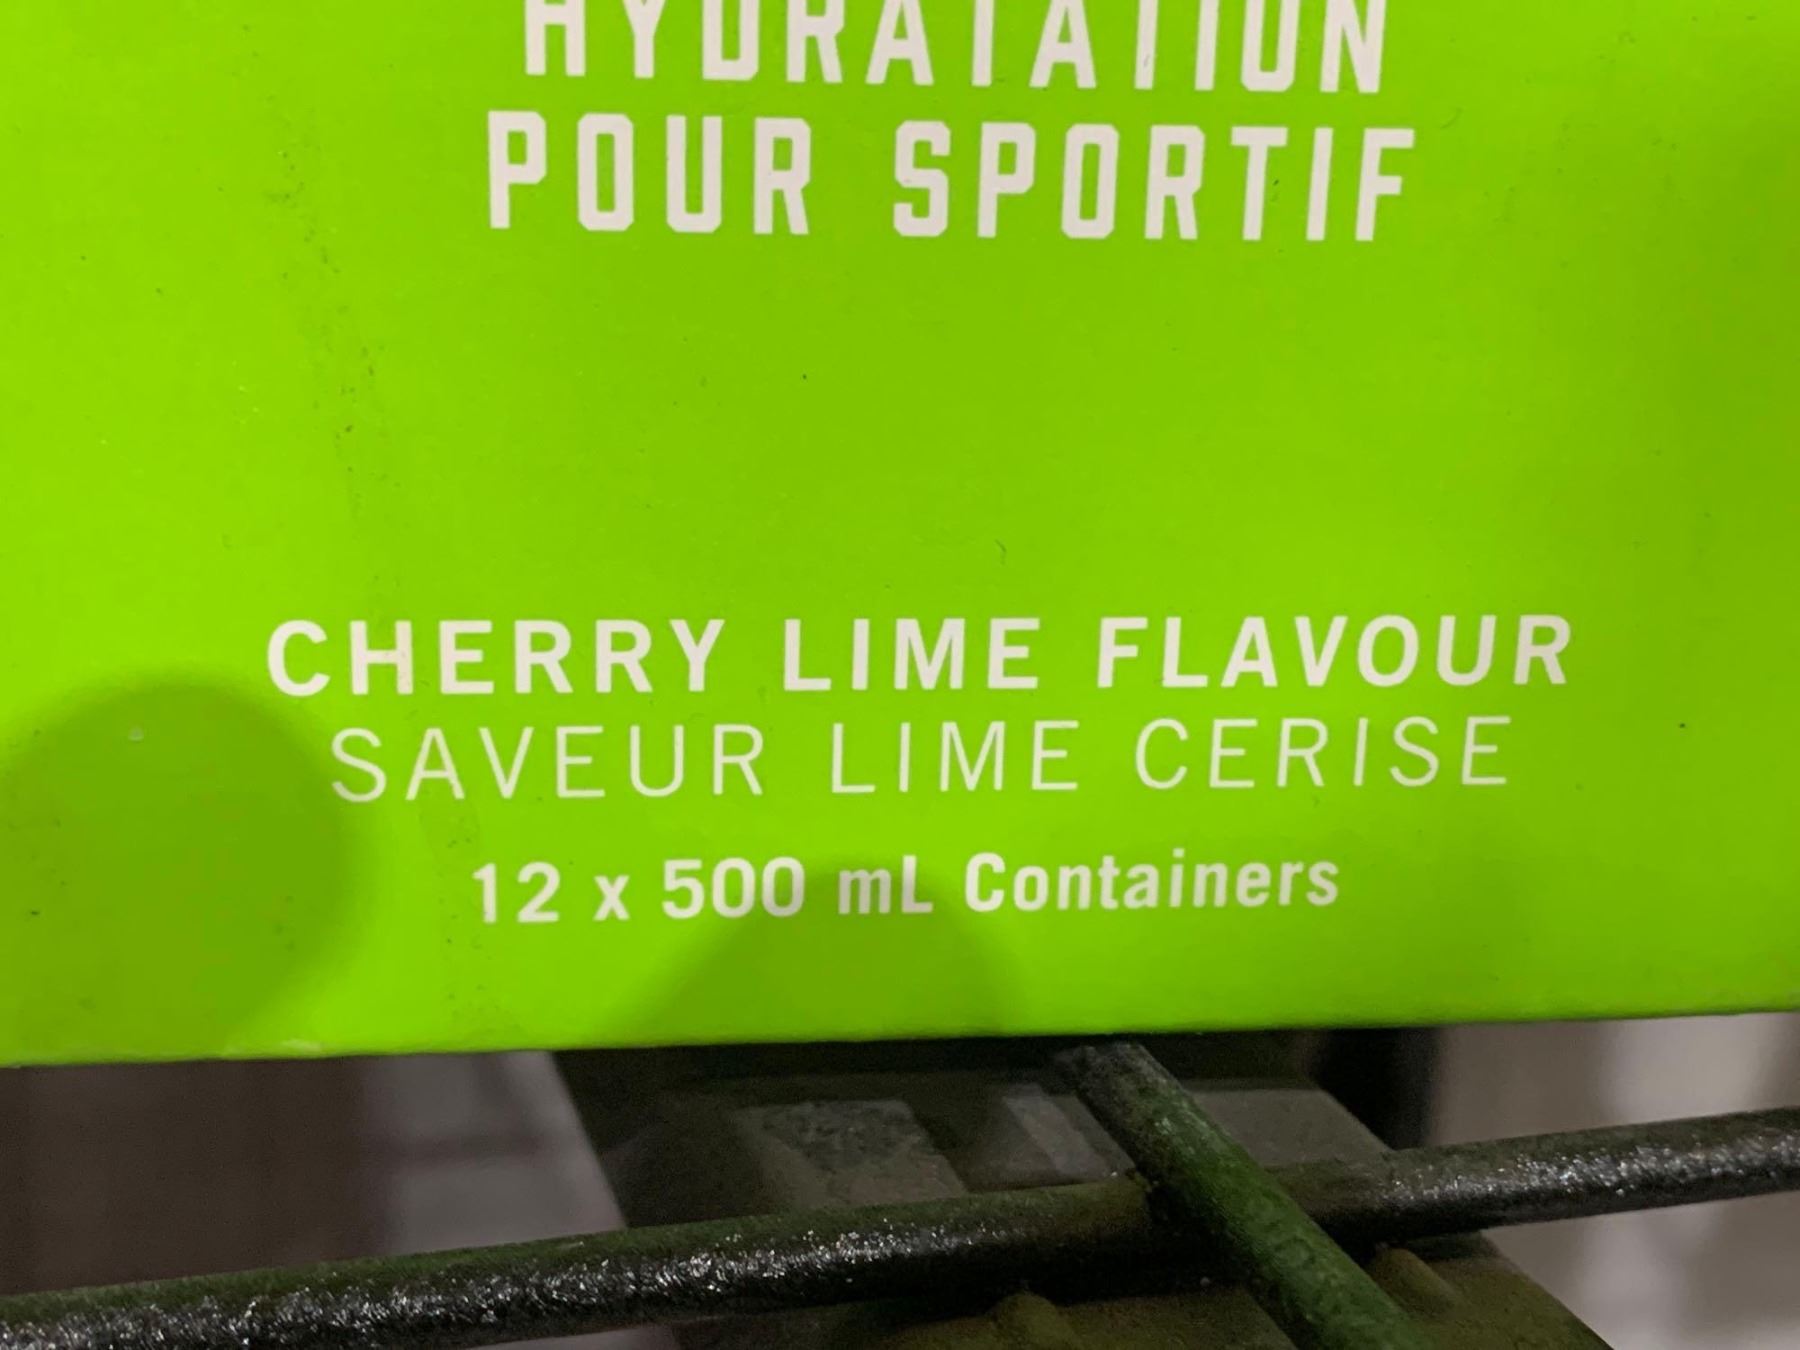 HYDRATATION
POUR SPORTIF
CHERRY LIME FLAVOUR
SAVEUR LIME CERISE
12 x 500 mL Containers